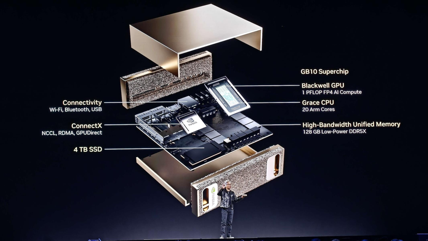 GB10 Superchip
Connectivity
Wi-Fi, Bluetooth, USB
ConnectX
NCCL, RDMA, GPUDirect
4 TB SSD
Blackwell GPU
1 PFLOP FP4 AI Compute
Grace CPU
20 Arm Cores
High-Bandwidth Unified Memory
128 GB Low-Power DDR5X